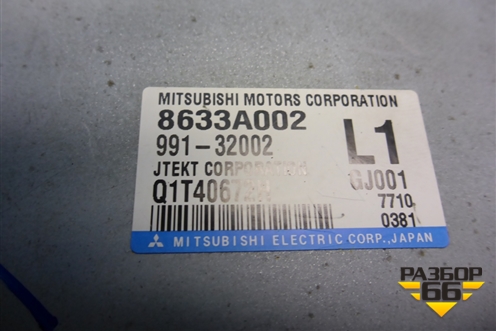 MITSUBISHI MOTORS CORPORATION
8633A002
991-32002
L1
JTEKT CORPORATION
GJ001
7710
0381
MITSUBISHI ELECTRIC CORP., JAPAN
РАЗБОР
66